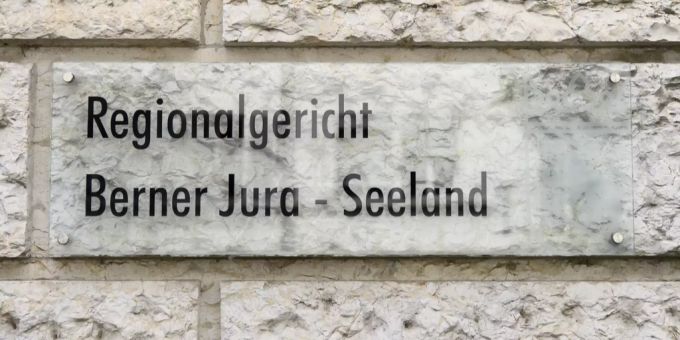 Regionalgericht
Berner Jura - Seeland